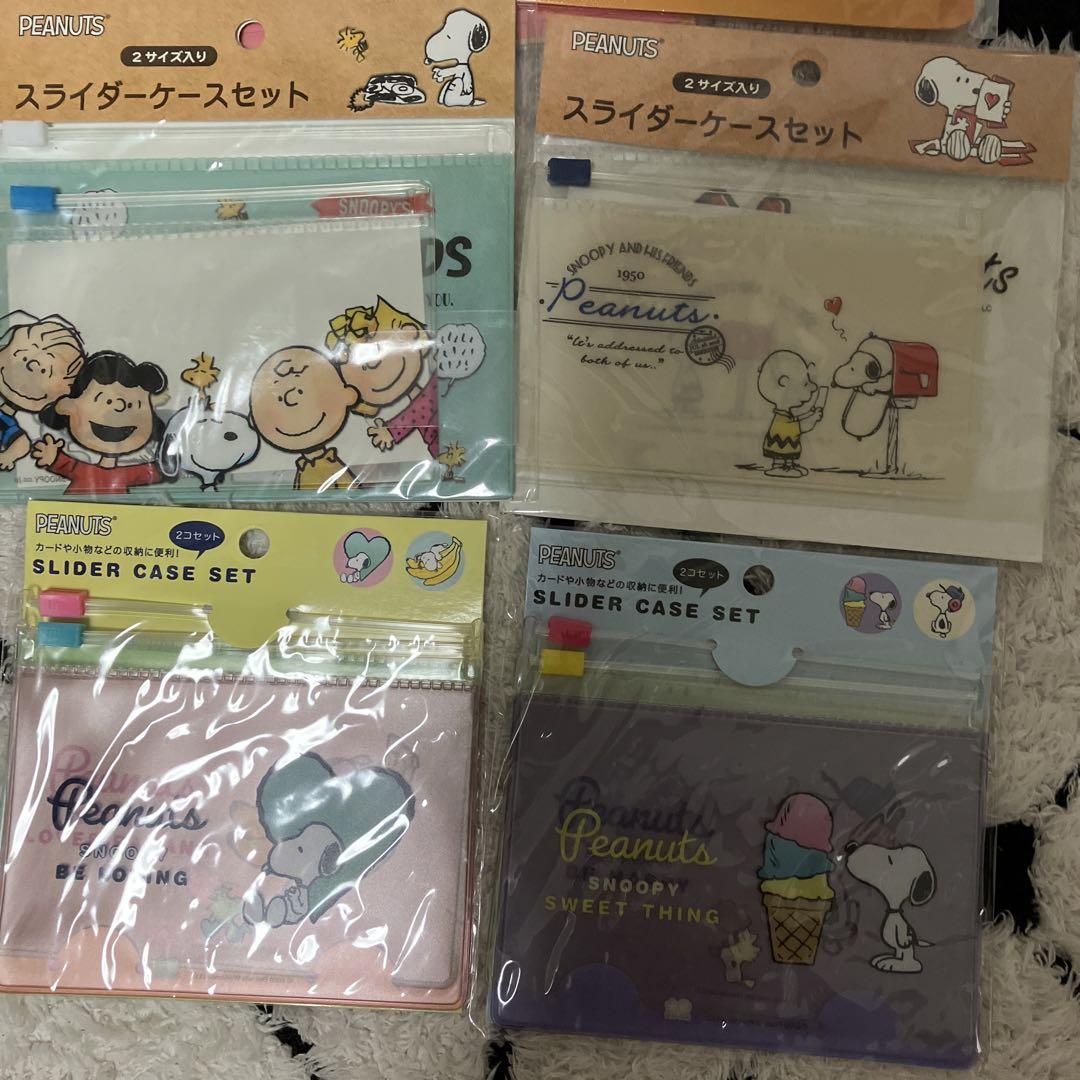 PEANUTS
2サイズ入り
スライダーケースセット
SNOOPY'S
DS
YOU.
PEANUTS
2サイズ入り
スライダーケースセット
SNOOPY AND HIS FRIENDS
1950
Peanuts.
"It's addressed to
both of us.."
PEANUTS
2コセット
カードや小物などの収納に便利!
SLIDER CASE SET
Peanuts
Peanuts
SNOOPY
BE LOVING
PEANUTS
2コセット
カードや小物などの収納に便利!
SLIDER CASE SET
Peanuts
Peanuts
SNOOPY
SWEET THING